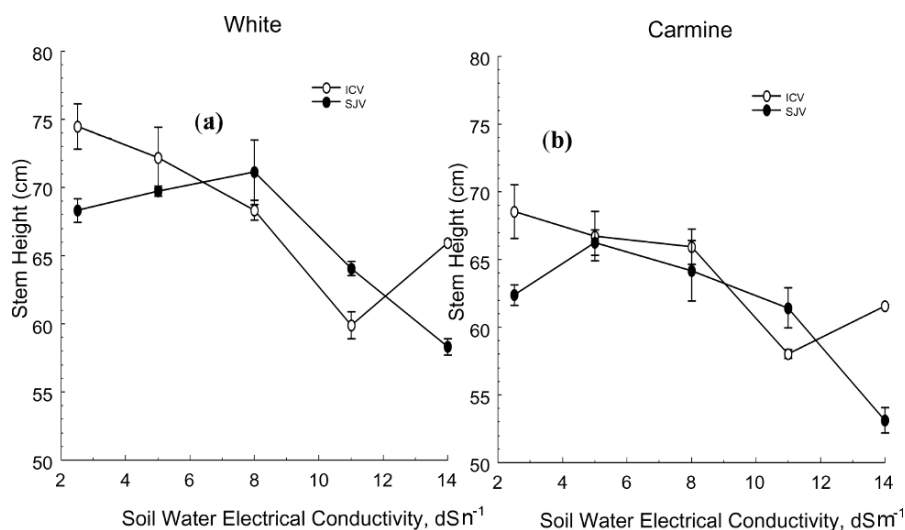 White
80
75
70
65
60
55
50
Stem Height (cm)
ICV
SJV
(a)
2 4 6 8 10 12 14
Soil Water Electrical Conductivity, dSn⁻¹
Carmine
80
75
70
65
60
55
50
Stem Height (cm)
ICV
SJV
(b)
2 4 6 8 10 12 14
Soil Water Electrical Conductivity, dSm⁻¹